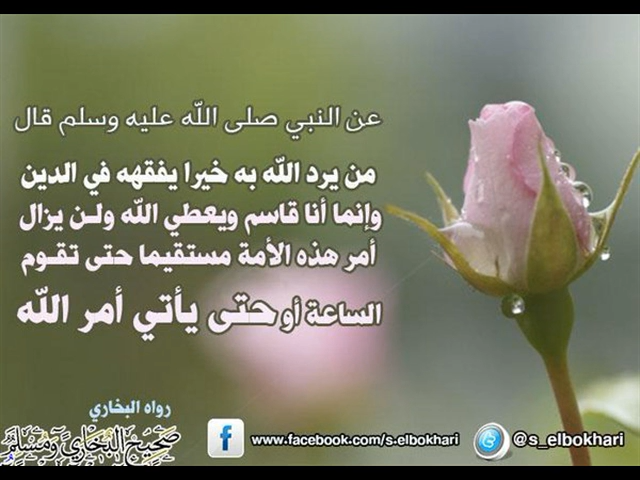 عن النبي صلى الله عليه وسلم قال
من يرد الله به خيرا يفقهه في الدين
وإنما أنا قاسم ويعطي الله ولـن يزال
أمر هذه الأمة مستقيما حتى تقـوم
الساعة أو حتى يأتي أمر الله
رواه البخاري
صحيح البخاري ومسلم
www.facebook.com/s-elbokhari
@s_elbokhari